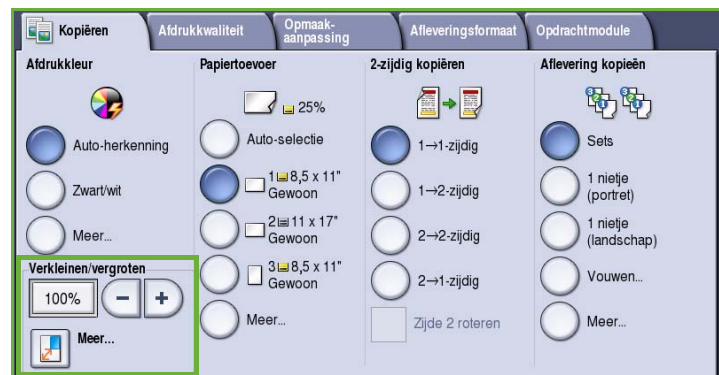 Kopiëren
Afdrukkwaliteit
Opmaak-
aanpassing
Afleveringsformaat
Opdrachtmodule
Afdrukkleur
Auto-herkenning
Zwart/wit
Meer...
Verkleinen/vergroten
100%
- +
Meer...
Papiertoevoer
25%
Auto-selectie
1 8,5 x 11"
Gewoon
2 11 x 17"
Gewoon
3 8,5 x 11"
Gewoon
Meer...
2-zijdig kopiëren
1→1-zijdig
1→2-zijdig
2→2-zijdig
2→1-zijdig
Zijde 2 roteren
Aflevering kopieën
Sets
1 nietje
(portret)
1 nietje
(landschap)
Vouwen...
Meer...